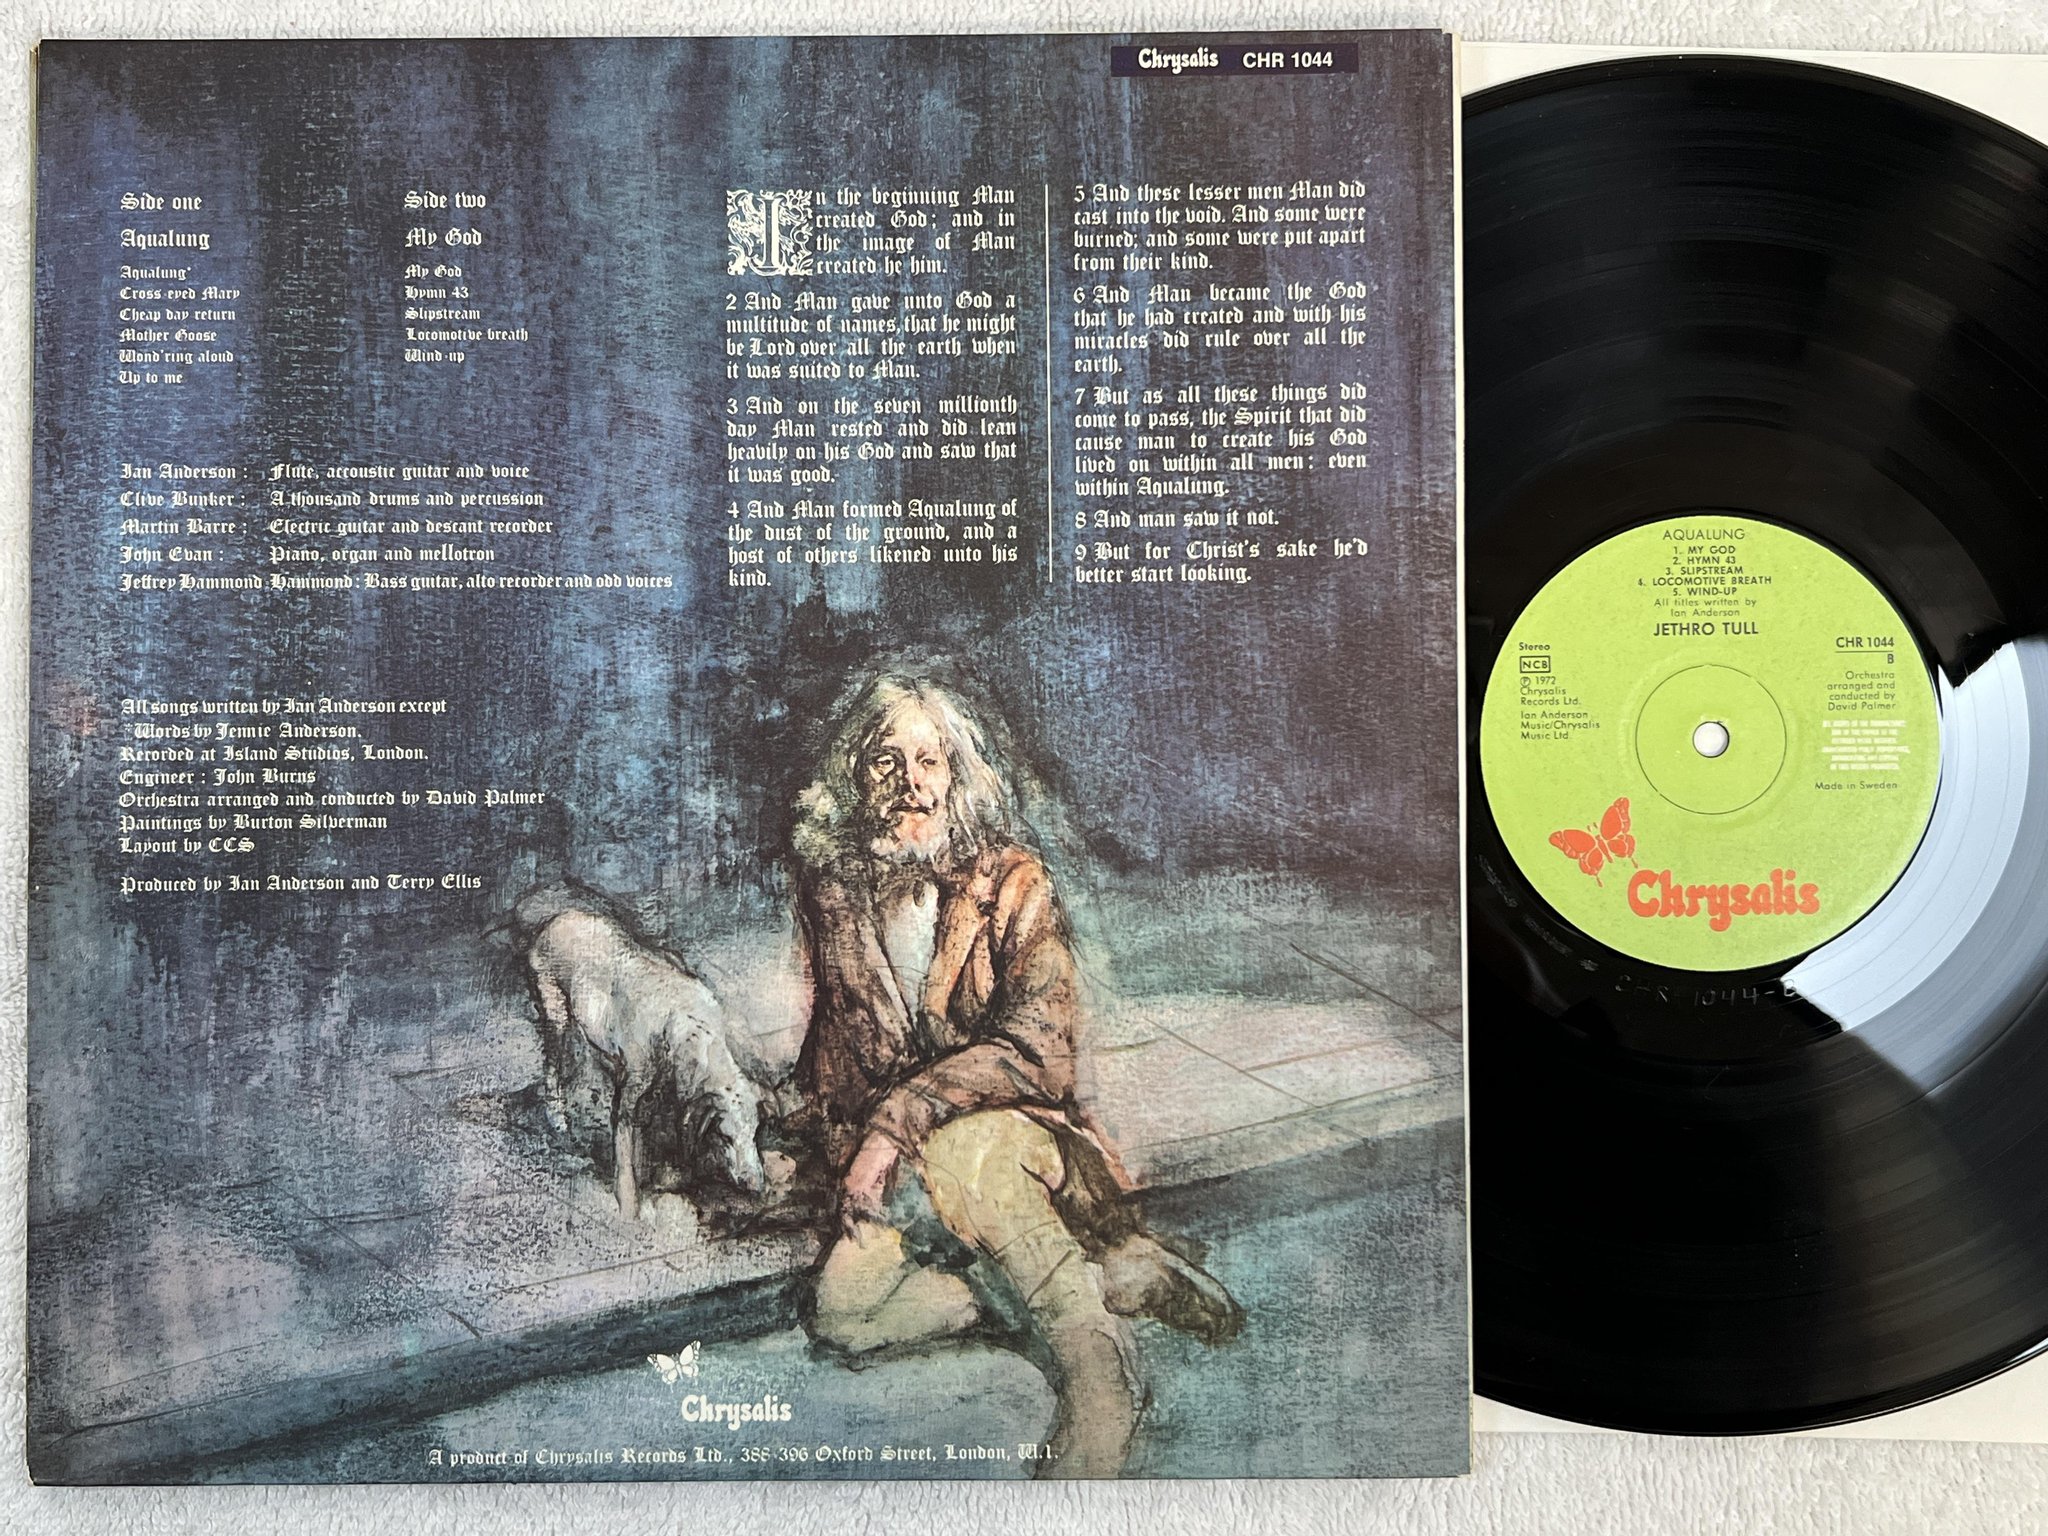 Chrysalis CHR 1044
Side one
Aqualung
Aqualung*
Cross-eyed Mary
Cheap day return
Mother Goose
Wond'ring aloud
Up to me
Side two
My God
My God
Hymn 43
Slipstream
Locomotive breath
Wind-up
Ian Anderson : Flute, accoustic guitar and voice
Clive Bunker : A thousand drums and percussion
Martin Barre : Electric guitar and descant recorder
John Evan : Piano, organ and mellotron
Jeffrey Hammond-Hammond : Bass guitar, alto recorder and odd voices
All songs written by Ian Anderson except
*Words by Jennie Anderson.
Recorded at Island Studios, London.
Engineer : John Burns
Orchestra arranged and conducted by David Palmer
Paintings by Burton Silverman
Layout by CCS
Produced by Ian Anderson and Terry Ellis
In the beginning Man
created God; and in
the image of Man
created he him.
2 And Man gave unto God a
multitude of names, that he might
be Lord over all the earth when
it was suited to Man.
3 And on the seven millionth
day Man rested and did lean
heavily on his God and saw that
it was good.
4 And Man formed Aqualung of
the dust of the ground, and a
host of others likened unto his
kind.
5 And these lesser men Man did
cast into the void. And some were
burned; and some were put apart
from their kind.
6 And Man became the God
that he had created and with his
miracles did rule over all the
earth.
7 But as all these things did
come to pass, the Spirit that did
cause man to create his God
lived on within all men: even
within Aqualung.
8 And man saw it not.
9 But for Christ's sake he'd
better start looking.
Chrysalis
A product of Chrysalis Records Ltd., 388-396 Oxford Street, London, W.1.
AQUALUNG
1. MY GOD
2. HYMN 43
3. SLIPSTREAM
4. LOCOMOTIVE BREATH
5. WIND-UP
All titles written by
Ian Anderson
JETHRO TULL
Stereo
NCB
℗ 1972
Chrysalis
Records Ltd.
Ian Anderson
Music/Chrysalis
Music Ltd.
CHR 1044
B
Orchestra
arranged and
conducted by
David Palmer
Made in Sweden
Chrysalis
CHR-1044-B